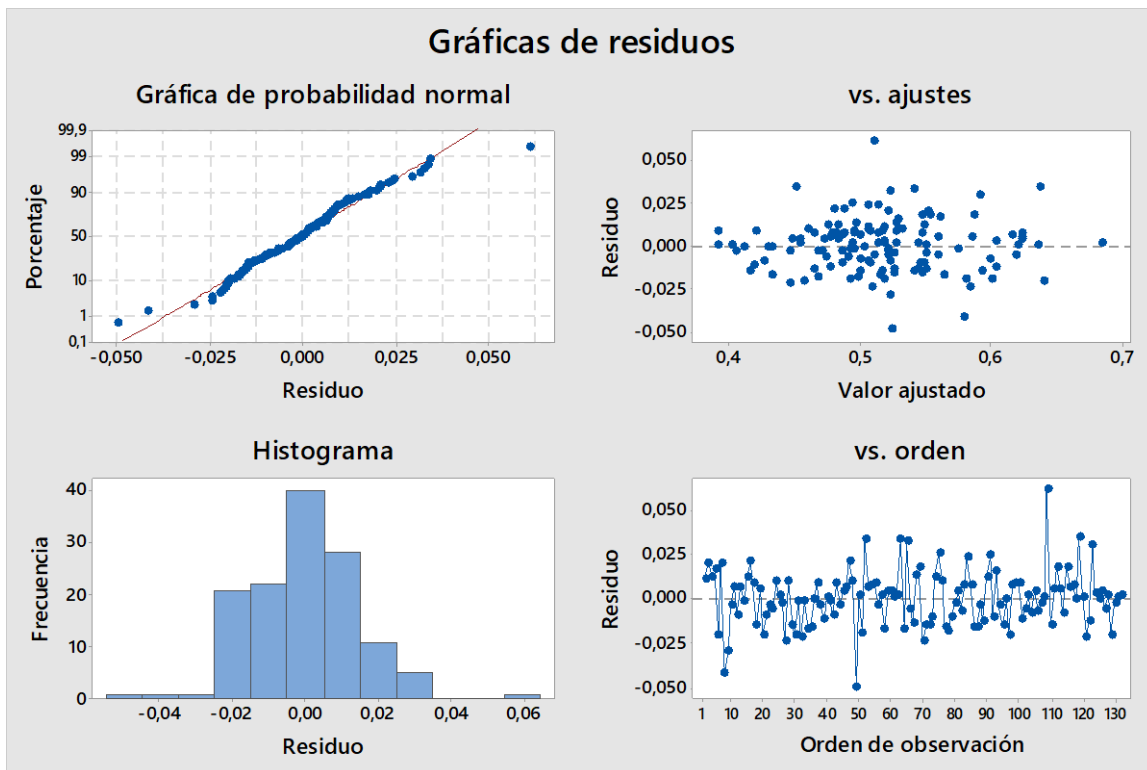 Gráficas de residuos
Gráfica de probabilidad normal
99,9
99
90
50
10
1
0,1
Porcentaje
-0,050 -0,025 0,000 0,025 0,050
Residuo
vs. ajustes
0,050
0,025
0,000
-0,025
-0,050
Residuo
0,4 0,5 0,6 0,7
Valor ajustado
Histograma
40
30
20
10
0
Frecuencia
-0,04 -0,02 0,00 0,02 0,04 0,06
Residuo
vs. orden
0,050
0,025
0,000
-0,025
-0,050
Residuo
1 10 20 30 40 50 60 70 80 90 100 110 120 130
Orden de observación